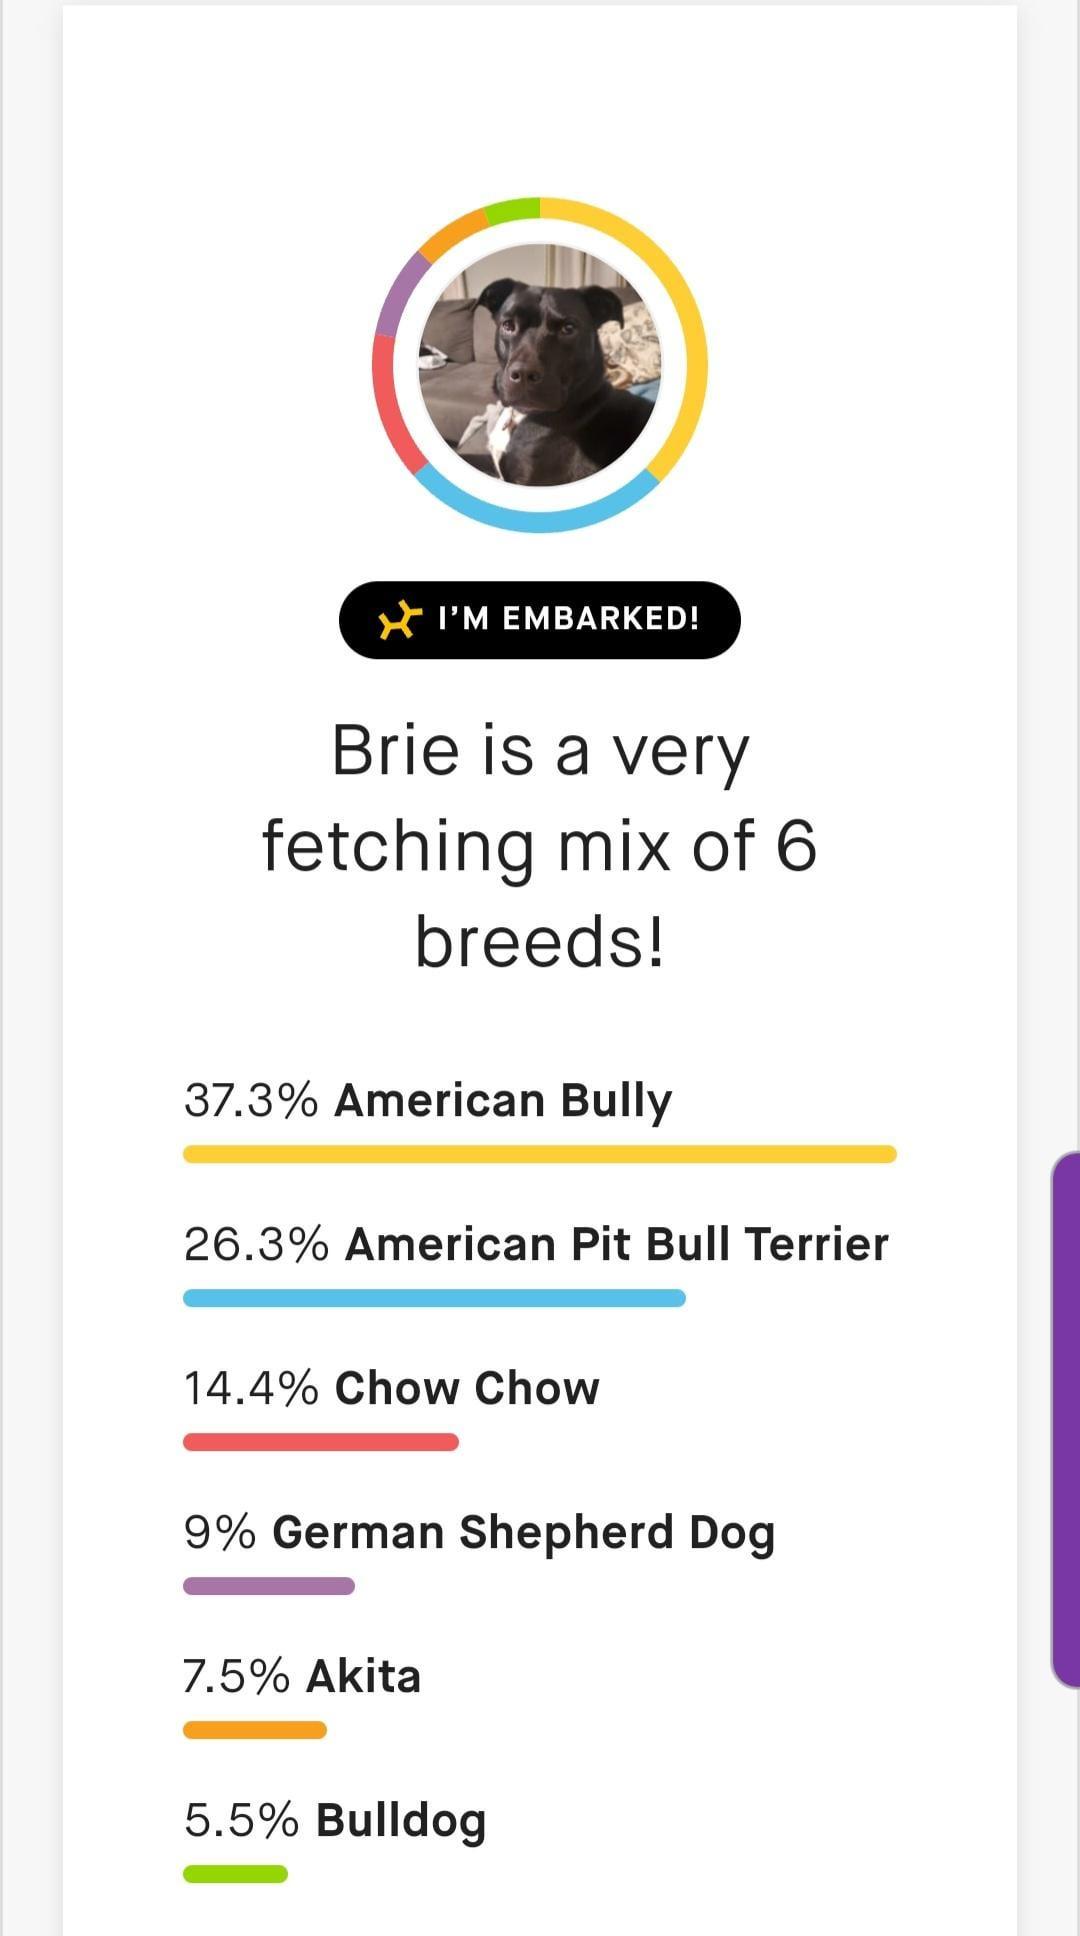 I’M EMBARKED!
Brie is a very
fetching mix of 6
breeds!
37.3% American Bully
26.3% American Pit Bull Terrier
14.4% Chow Chow
9% German Shepherd Dog
7.5% Akita
5.5% Bulldog